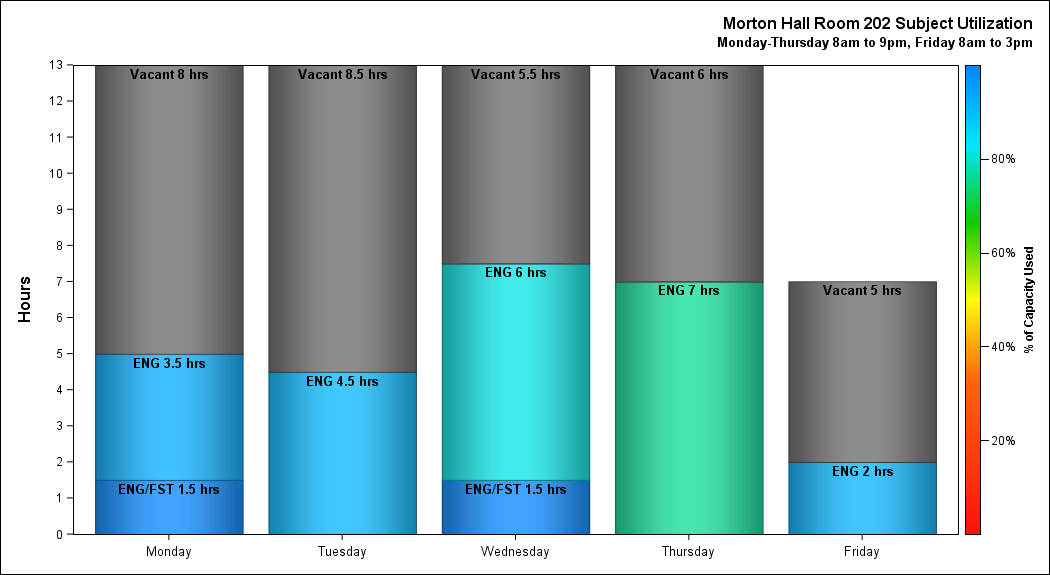 Morton Hall Room 202 Subject Utilization
Monday-Thursday 8am to 9pm, Friday 8am to 3pm
Hours
13
12
11
10
9
8
7
6
5
4
3
2
1
0
Vacant 8 hrs
ENG 3.5 hrs
ENG/FST 1.5 hrs
Vacant 8.5 hrs
ENG 4.5 hrs
Vacant 5.5 hrs
ENG 6 hrs
ENG/FST 1.5 hrs
Vacant 6 hrs
ENG 7 hrs
Vacant 5 hrs
ENG 2 hrs
Monday
Tuesday
Wednesday
Thursday
Friday
80%
60%
40%
20%
% of Capacity Used